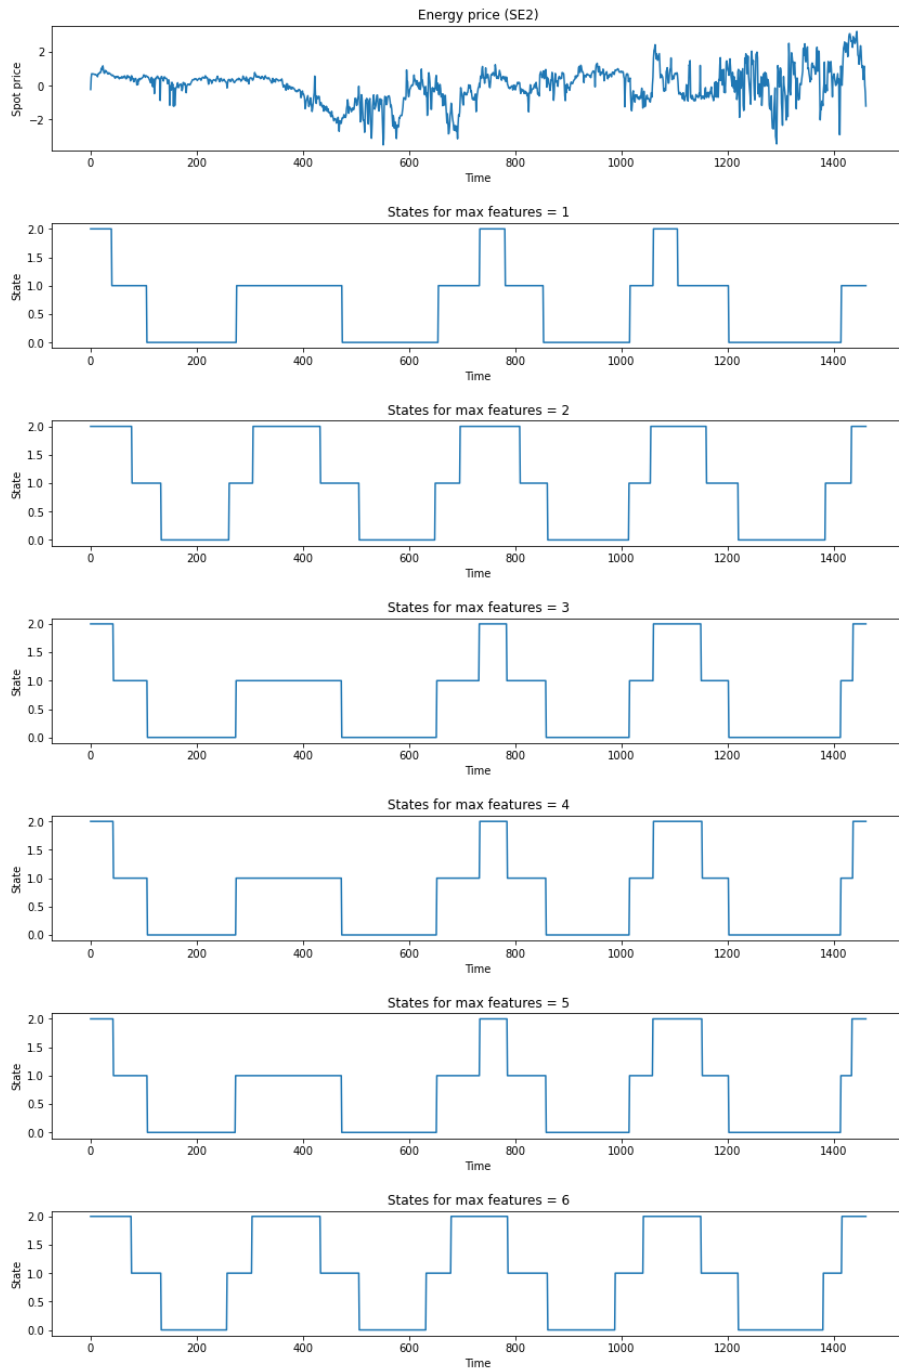 Energy price (SE2)
Spot price
2
0
−2
0 200 400 600 800 1000 1200 1400
Time
States for max features = 1
State
2.0
1.5
1.0
0.5
0.0
0 200 400 600 800 1000 1200 1400
Time
States for max features = 2
State
2.0
1.5
1.0
0.5
0.0
0 200 400 600 800 1000 1200 1400
Time
States for max features = 3
State
2.0
1.5
1.0
0.5
0.0
0 200 400 600 800 1000 1200 1400
Time
States for max features = 4
State
2.0
1.5
1.0
0.5
0.0
0 200 400 600 800 1000 1200 1400
Time
States for max features = 5
State
2.0
1.5
1.0
0.5
0.0
0 200 400 600 800 1000 1200 1400
Time
States for max features = 6
State
2.0
1.5
1.0
0.5
0.0
0 200 400 600 800 1000 1200 1400
Time